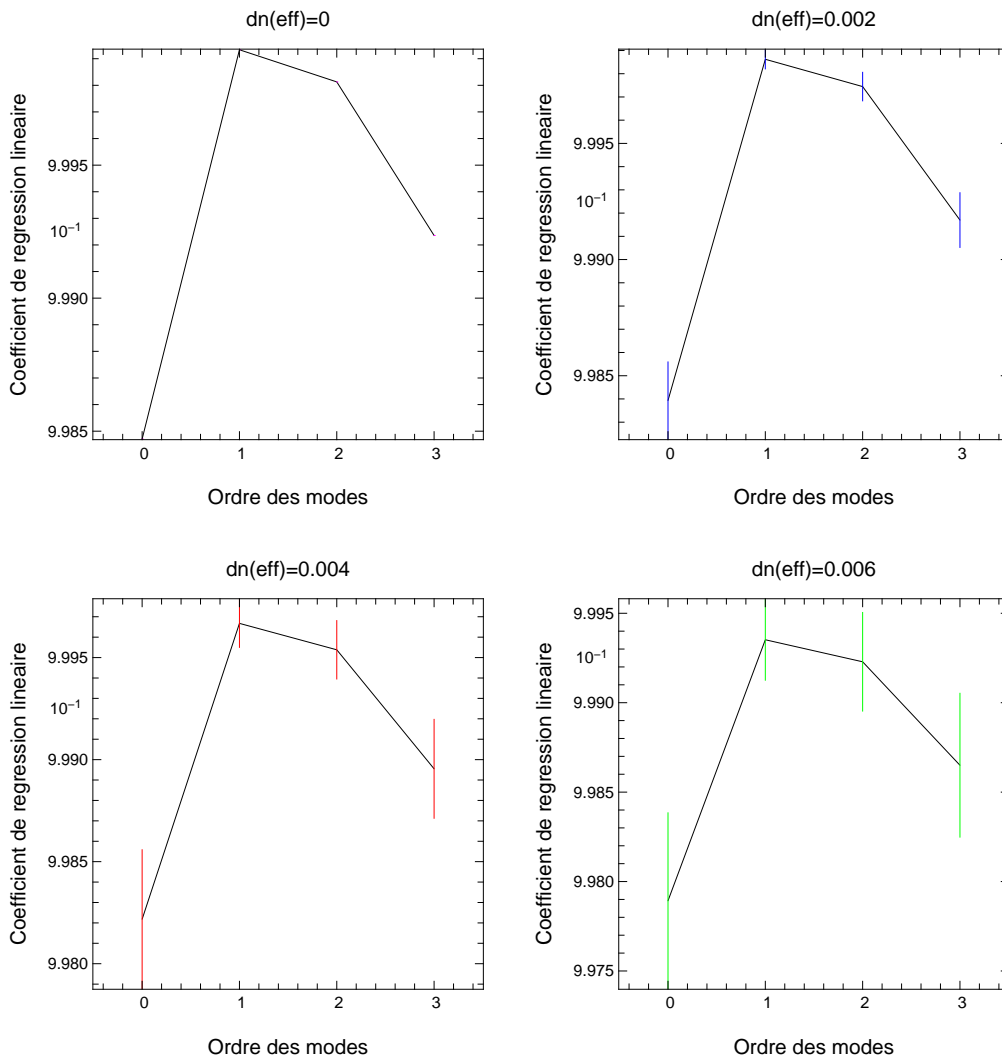 dn(eff)=0
Coefficient de regression lineaire
9.995
10⁻¹
9.990
9.985
0 1 2 3
Ordre des modes
dn(eff)=0.002
Coefficient de regression lineaire
9.995
10⁻¹
9.990
9.985
0 1 2 3
Ordre des modes
dn(eff)=0.004
Coefficient de regression lineaire
9.995
10⁻¹
9.990
9.985
9.980
0 1 2 3
Ordre des modes
dn(eff)=0.006
Coefficient de regression lineaire
9.995
10⁻¹
9.990
9.985
9.980
9.975
0 1 2 3
Ordre des modes